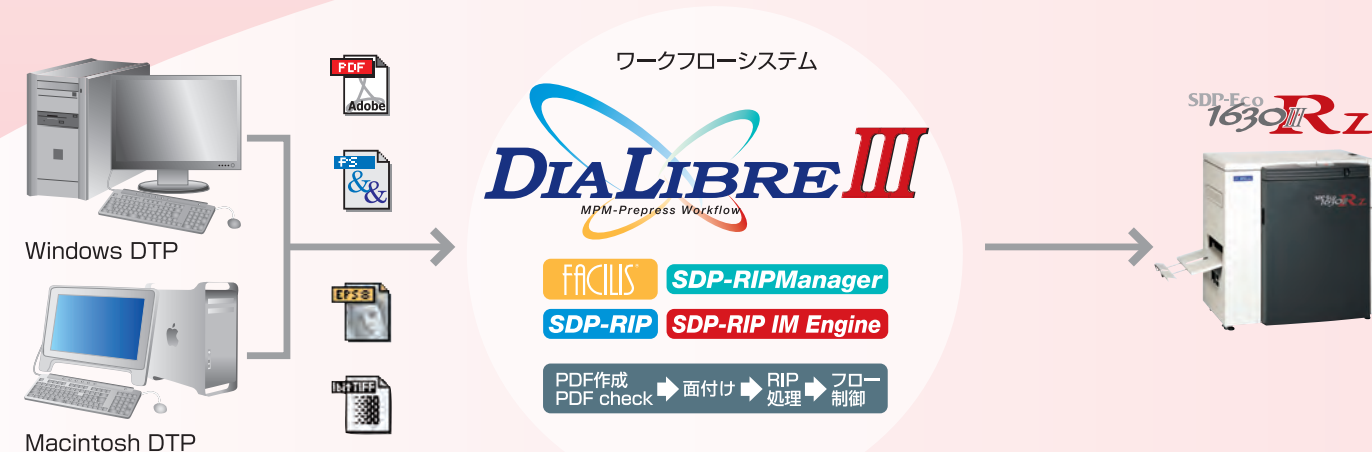 PDF
Adobe
PS
&&
Windows DTP
EPS
1bitTIFF
Macintosh DTP
ワークフローシステム
DIALIBRE III
MPM-Prepress Workflow
FACILIS
SDP-RIPManager
SDP-RIP
SDP-RIP IM Engine
PDF作成
PDF check
面付け
RIP
処理
フロー
制御
SDP-Eco
1630III Rz